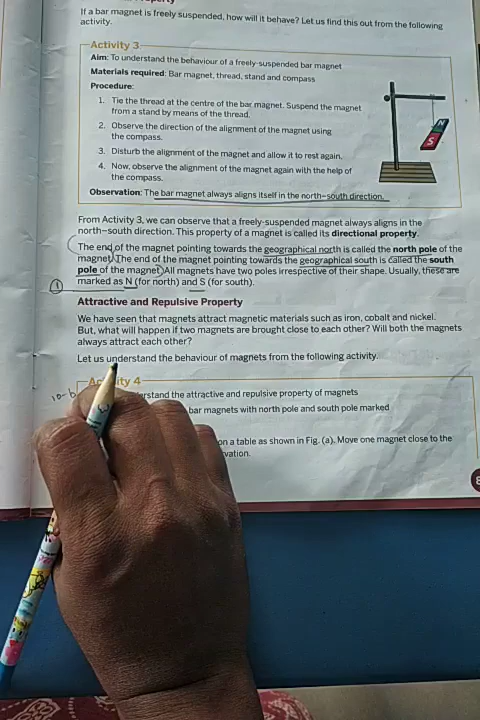 If a bar magnet is freely suspended, how will it behave? Let us find this out from the following
activity.
Activity 3
Aim: To understand the behaviour of a freely-suspended bar magnet
Materials required: Bar magnet, thread, stand and compass
Procedure:
1. Tie the thread at the centre of the bar magnet. Suspend the magnet
from a stand by means of the thread.
2. Observe the direction of the alignment of the magnet using
the compass.
3. Disturb the alignment of the magnet and allow it to rest again.
4. Now, observe the alignment of the magnet again with the help of
the compass.
N
S
Observation: The bar magnet always aligns itself in the north–south direction.
From Activity 3, we can observe that a freely-suspended magnet always aligns in the
north–south direction. This property of a magnet is called its directional property.
The end of the magnet pointing towards the geographical north is called the north pole of the
magnet. The end of the magnet pointing towards the geographical south is called the south
pole of the magnet. All magnets have two poles irrespective of their shape. Usually, these are
marked as N (for north) and S (for south).
Attractive and Repulsive Property
We have seen that magnets attract magnetic materials such as iron, cobalt and nickel.
But, what will happen if two magnets are brought close to each other? Will both the magnets
always attract each other?
Let us understand the behaviour of magnets from the following activity.
ity 4
erstand the attractive and repulsive property of magnets
bar magnets with north pole and south pole marked
on a table as shown in Fig. (a). Move one magnet close to the
vation.
8